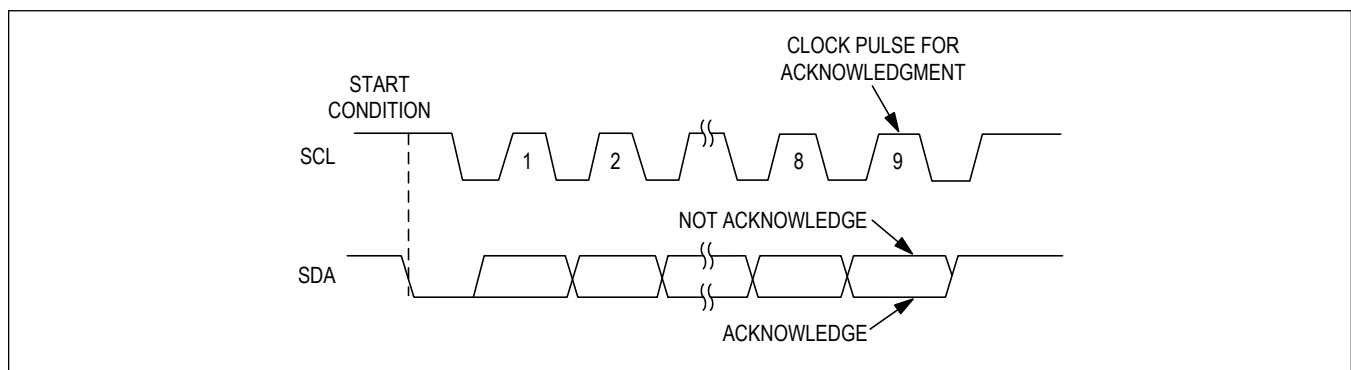 CLOCK PULSE FOR
ACKNOWLEDGMENT
START
CONDITION
SCL
1
2
8
9
NOT ACKNOWLEDGE
SDA
ACKNOWLEDGE